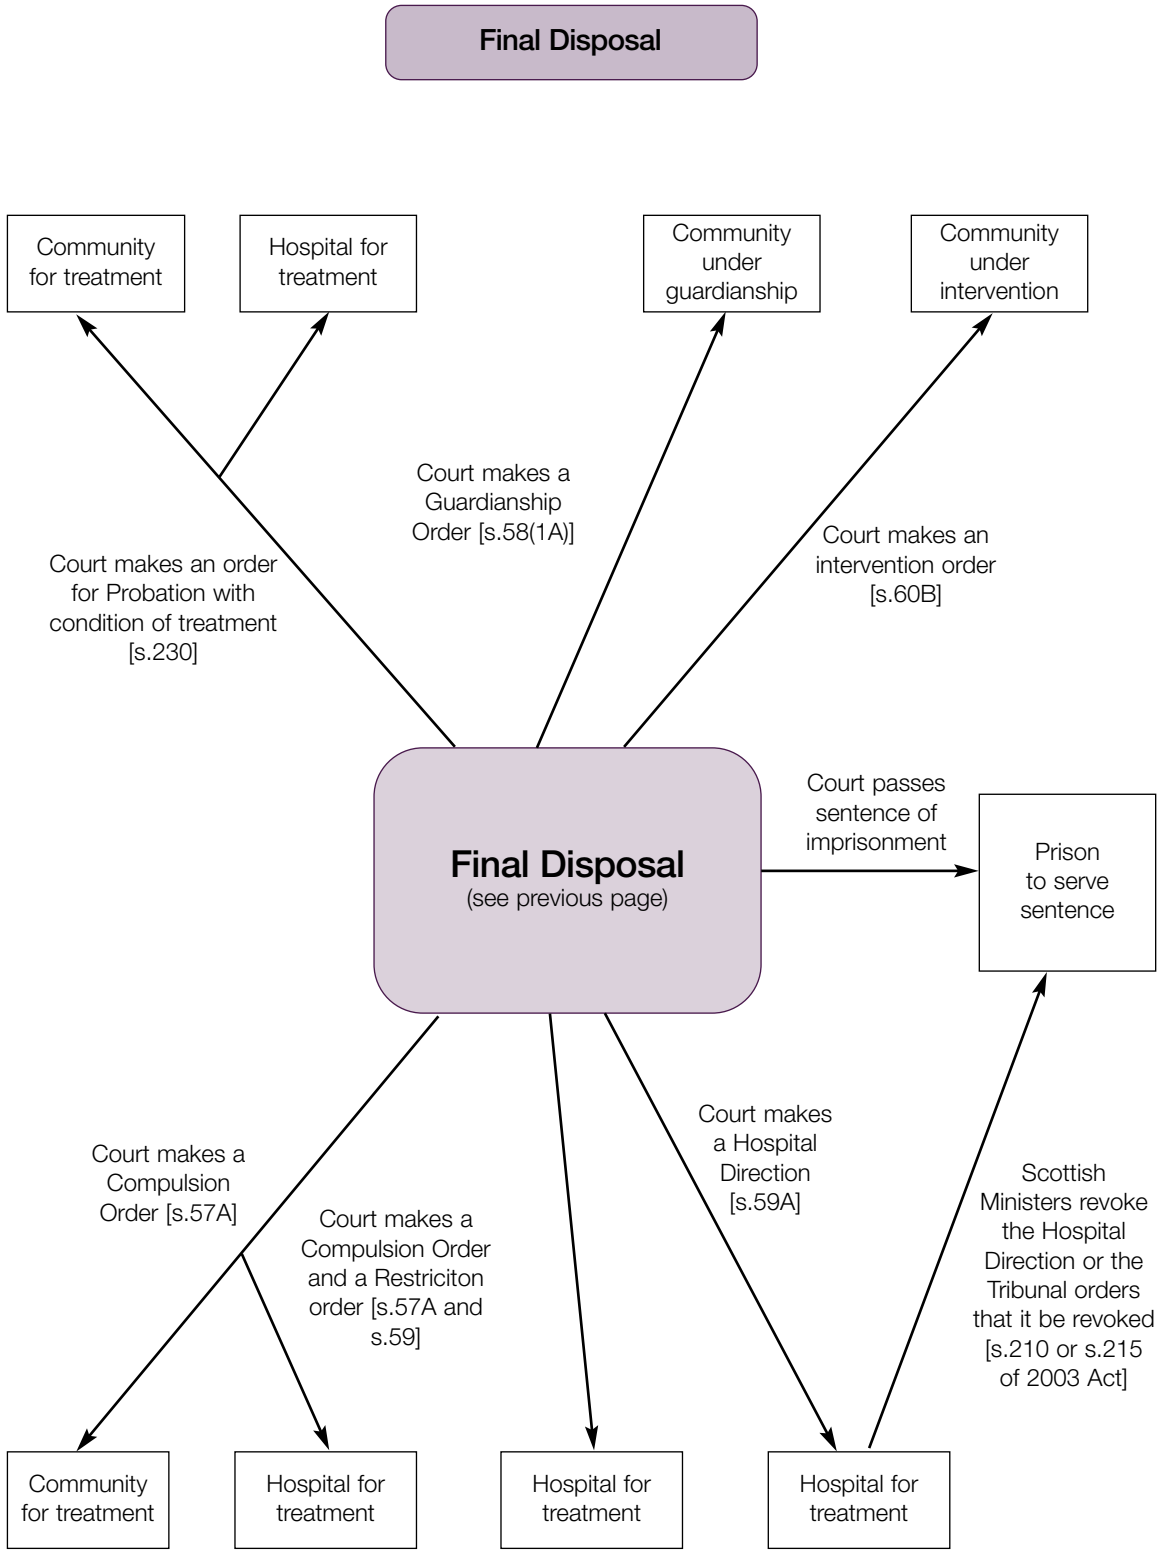 Final Disposal
Community
for treatment
Hospital for
treatment
Community
under
guardianship
Community
under
intervention
Court makes a
Guardianship
Order [s.58(1A)]
Court makes an
intervention order
[s.60B]
Court makes an order
for Probation with
condition of treatment
[s.230]
Final Disposal
(see previous page)
Court passes
sentence of
imprisonment
Prison
to serve
sentence
Court makes a
Compulsion
Order [s.57A]
Court makes a
Compulsion Order
and a Restriciton
order [s.57A and
s.59]
Court makes
a Hospital
Direction
[s.59A]
Scottish
Ministers revoke
the Hospital
Direction or the
Tribunal orders
that it be revoked
[s.210 or s.215
of 2003 Act]
Community
for treatment
Hospital for
treatment
Hospital for
treatment
Hospital for
treatment